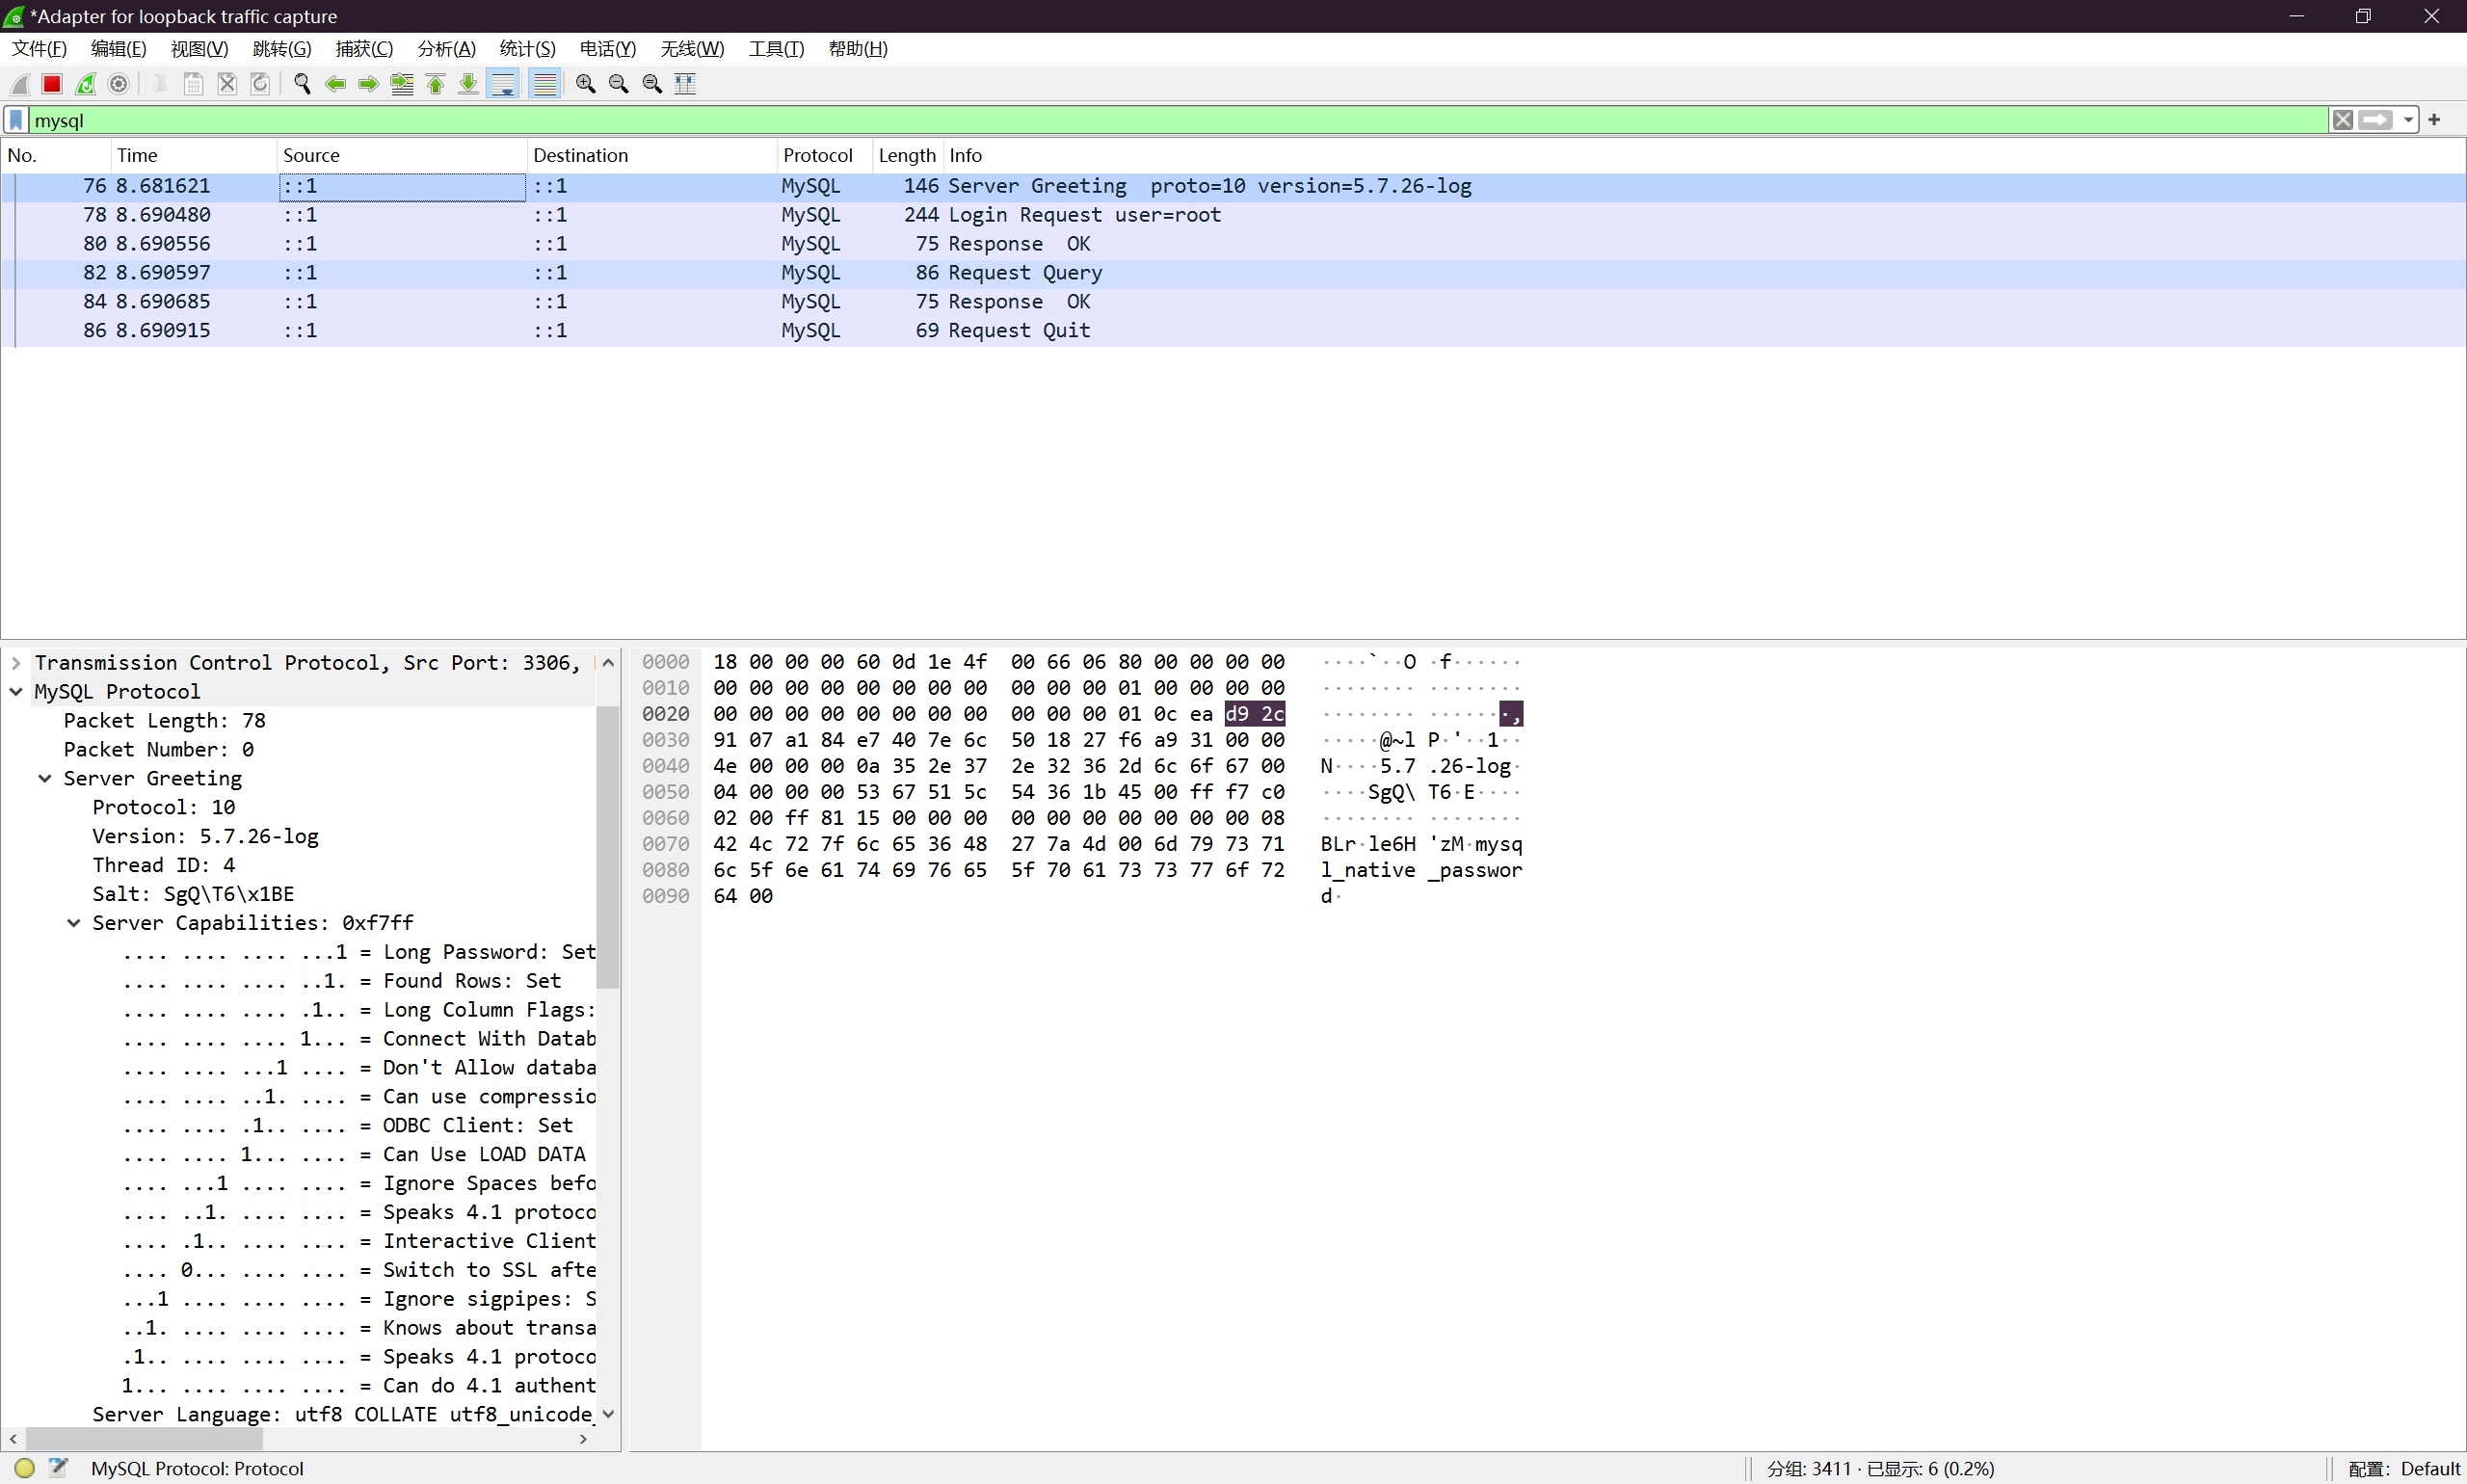 *Adapter for loopback traffic capture
文件(F) 编辑(E) 视图(V) 跳转(G) 捕获(C) 分析(A) 统计(S) 电话(Y) 无线(W) 工具(T) 帮助(H)
mysql
No. Time Source Destination Protocol Length Info
76 8.681621 ::1 ::1 MySQL 146 Server Greeting  proto=10 version=5.7.26-log
78 8.690480 ::1 ::1 MySQL 244 Login Request user=root
80 8.690556 ::1 ::1 MySQL 75 Response  OK
82 8.690597 ::1 ::1 MySQL 86 Request Query
84 8.690685 ::1 ::1 MySQL 75 Response  OK
86 8.690915 ::1 ::1 MySQL 69 Request Quit
Transmission Control Protocol, Src Port: 3306,
MySQL Protocol
Packet Length: 78
Packet Number: 0
Server Greeting
Protocol: 10
Version: 5.7.26-log
Thread ID: 4
Salt: SgQ\T6\x1BE
Server Capabilities: 0xf7ff
.... .... .... ...1 = Long Password: Set
.... .... .... ..1. = Found Rows: Set
.... .... .... .1.. = Long Column Flags:
.... .... .... 1... = Connect With Datab
.... .... ...1 .... = Don't Allow databa
.... .... ..1. .... = Can use compressio
.... .... .1.. .... = ODBC Client: Set
.... .... 1... .... = Can Use LOAD DATA
.... ...1 .... .... = Ignore Spaces befo
.... ..1. .... .... = Speaks 4.1 protoco
.... .1.. .... .... = Interactive Client
.... 0... .... .... = Switch to SSL afte
...1 .... .... .... = Ignore sigpipes: S
..1. .... .... .... = Knows about transa
.1.. .... .... .... = Speaks 4.1 protoco
1... .... .... .... = Can do 4.1 authent
Server Language: utf8 COLLATE utf8_unicode_
0000 18 00 00 00 60 0d 1e 4f 00 66 06 80 00 00 00 00 ····`··O ·f······
0010 00 00 00 00 00 00 00 00 00 00 00 01 00 00 00 00 ········ ········
0020 00 00 00 00 00 00 00 00 00 00 00 01 0c ea d9 2c ········ ·······,
0030 91 07 a1 84 e7 40 7e 6c 50 18 27 f6 a9 31 00 00 ·····@~l P·'··1··
0040 4e 00 00 00 0a 35 2e 37 2e 32 36 2d 6c 6f 67 00 N····5.7 .26-log·
0050 04 00 00 00 53 67 51 5c 54 36 1b 45 00 ff f7 c0 ····SgQ\ T6·E····
0060 02 00 ff 81 15 00 00 00 00 00 00 00 00 00 00 08 ········ ········
0070 42 4c 72 7f 6c 65 36 48 27 7a 4d 00 6d 79 73 71 BLr·le6H 'zM·mysq
0080 6c 5f 6e 61 74 69 76 65 5f 70 61 73 73 77 6f 72 l_native _passwor
0090 64 00 d·
MySQL Protocol: Protocol 分组: 3411 · 已显示: 6 (0.2%) 配置: Default